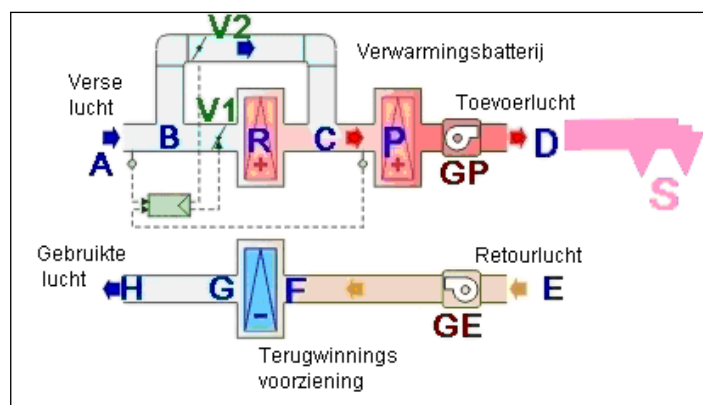 V2
Verwarmingsbatterij
Verse
lucht
V1
Toevoerlucht
A
B
R
C
P
D
+
+
GP
S
Gebruikte
lucht
Retourlucht
H
G
F
E
-
GE
Terugwinnings
voorziening